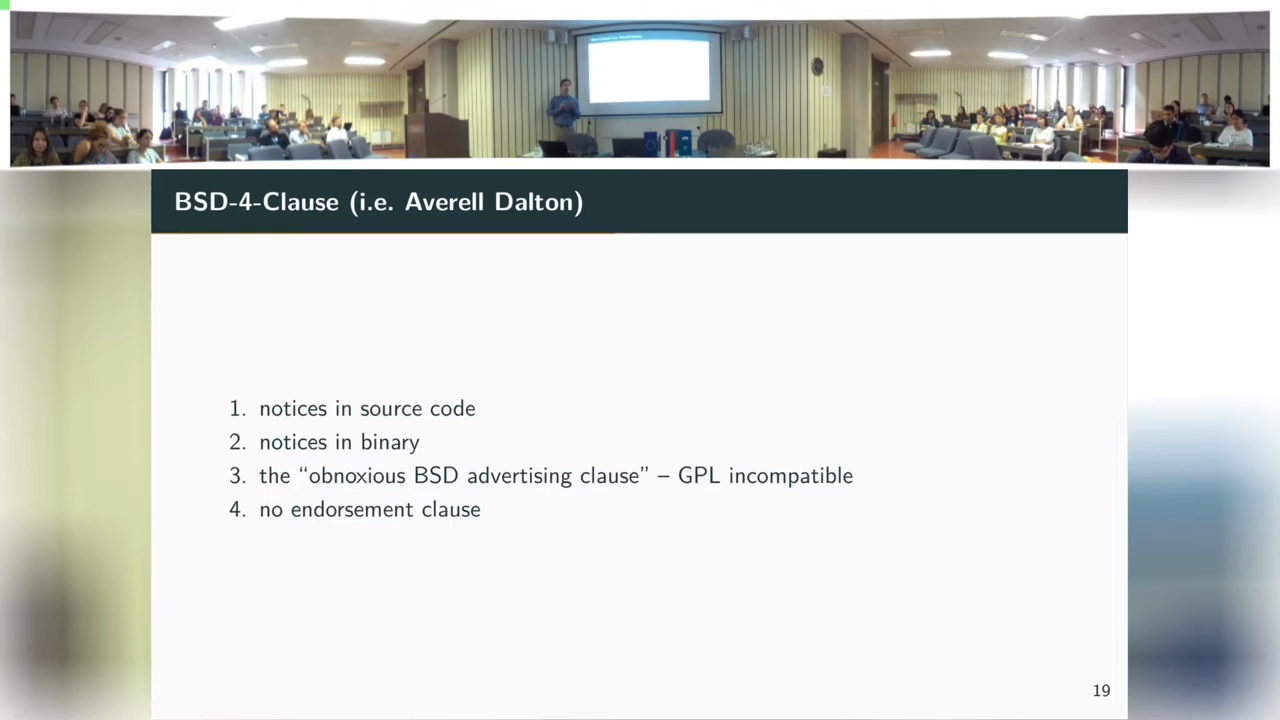 BSD-4-Clause (i.e. Averell Dalton)
1. notices in source code
2. notices in binary
3. the “obnoxious BSD advertising clause” – GPL incompatible
4. no endorsement clause
19